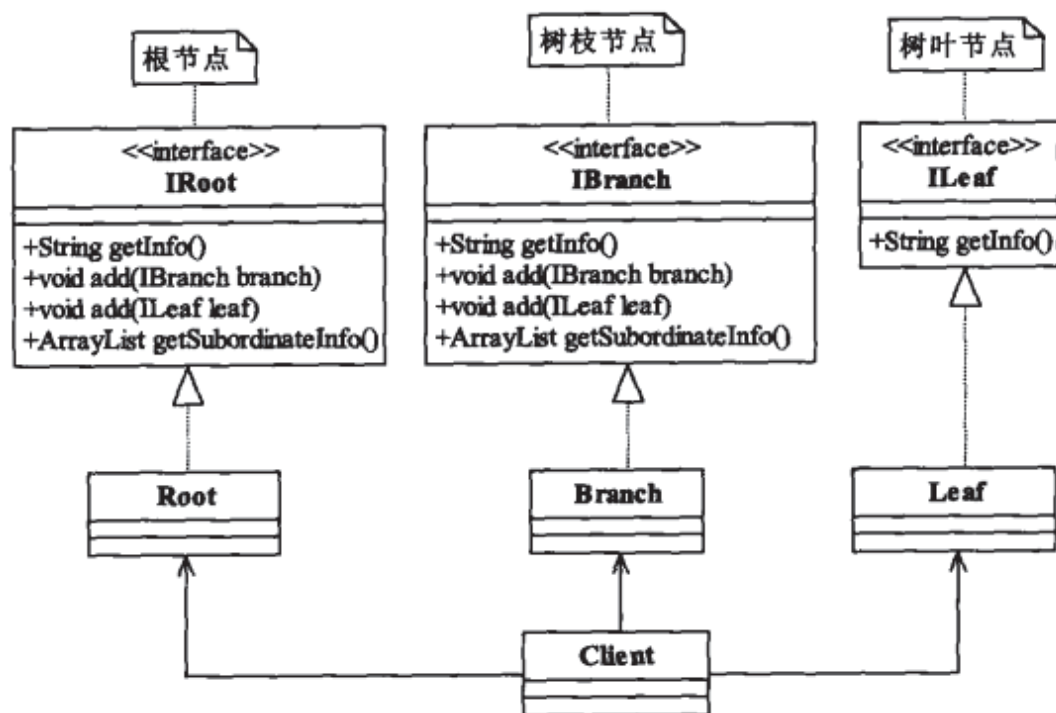 根节点
<<interface>>
IRoot
+String getInfo()
+void add(IBranch branch)
+void add(ILeaf leaf)
+ArrayList getSubordinateInfo()
Root
树枝节点
<<interface>>
IBranch
+String getInfo()
+void add(IBranch branch)
+void add(ILeaf leaf)
+ArrayList getSubordinateInfo()
Branch
树叶节点
<<interface>>
ILeaf
+String getInfo()
Leaf
Client